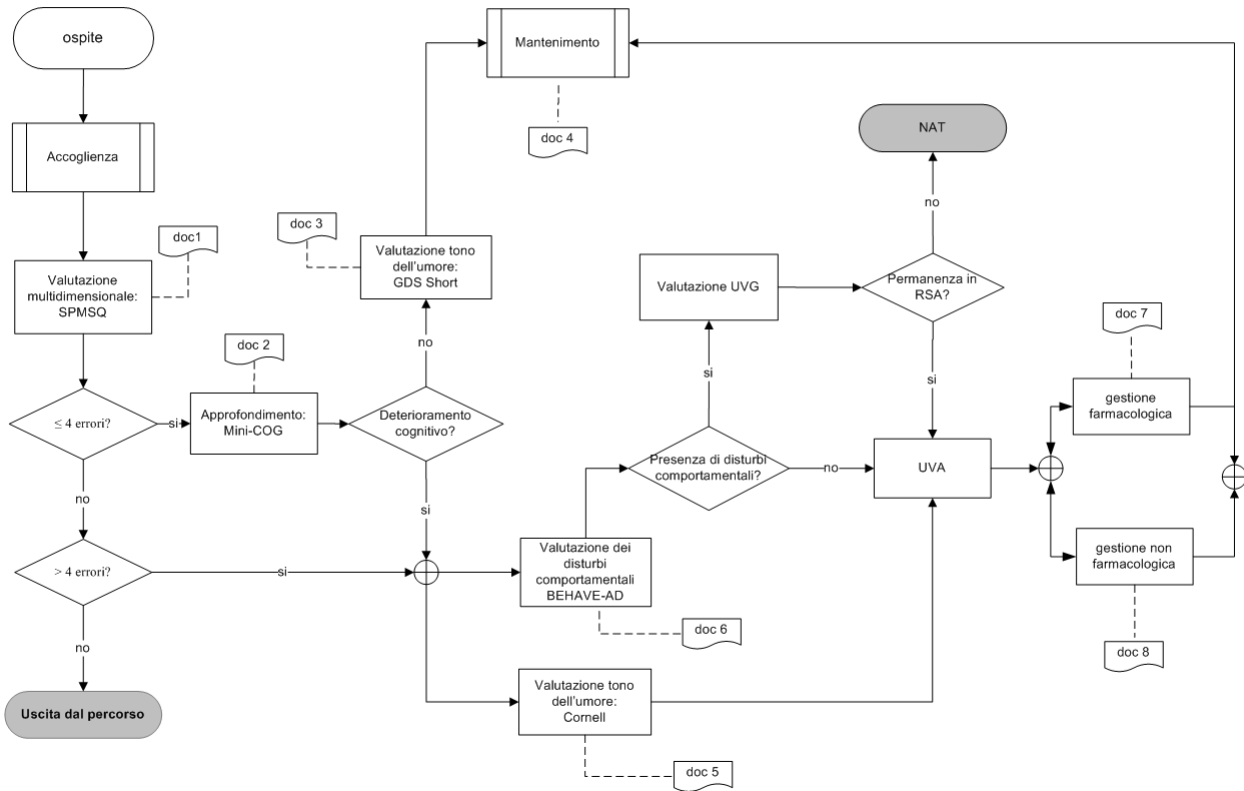 ospite
Mantenimento
Accoglienza
doc 4
NAT
doc 3
doc1
Valutazione tono
dell'umore:
GDS Short
no
Valutazione
multidimensionale:
SPMSQ
Valutazione UVG
Permanenza in
RSA?
doc 7
doc 2
no
si
si
≤ 4 errori?
si
Approfondimento:
Mini-COG
Deterioramento
cognitivo?
gestione
farmacologica
Presenza di disturbi
comportamentali?
no
UVA
no
si
> 4 errori?
si
Valutazione dei
disturbi
comportamentali
BEHAVE-AD
gestione non
farmacologica
doc 6
no
doc 8
Uscita dal percorso
Valutazione tono
dell'umore:
Cornell
doc 5